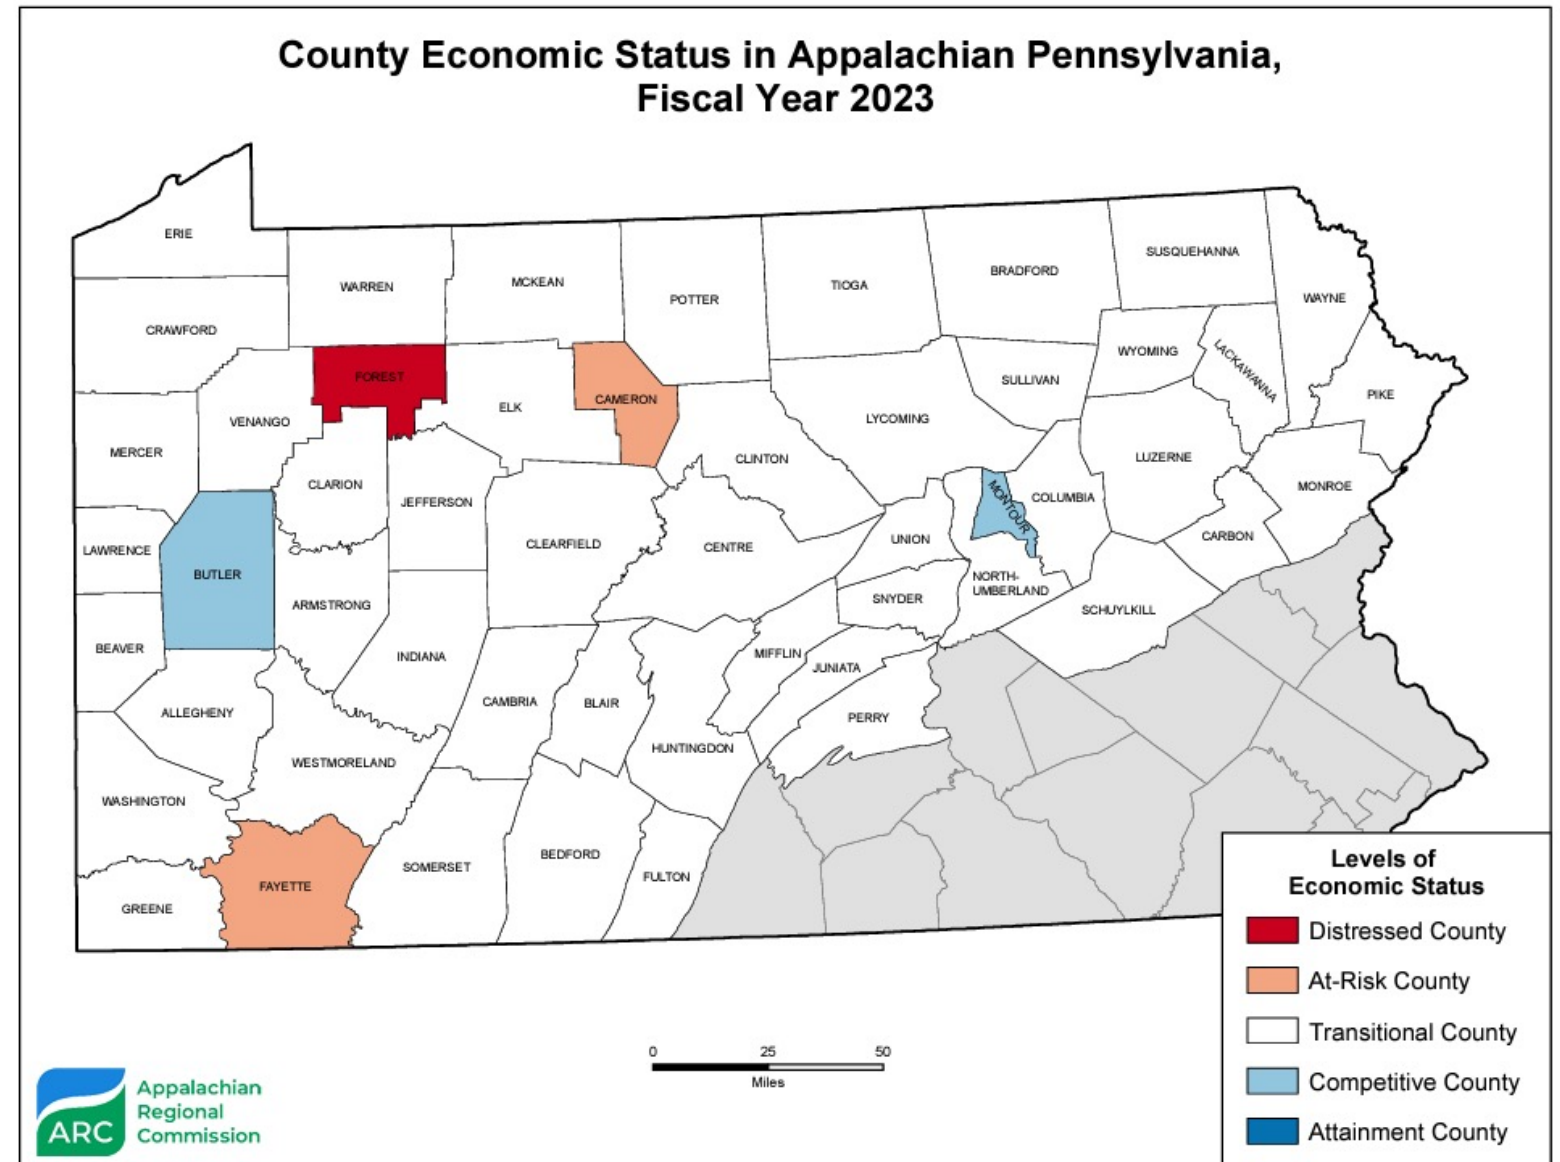 County Economic Status in Appalachian Pennsylvania,
Fiscal Year 2023
ERIE
WARREN
MCKEAN
POTTER
TIOGA
BRADFORD
SUSQUEHANNA
WAYNE
CRAWFORD
FOREST
CAMERON
ELK
VENANGO
MERCER
CLARION
JEFFERSON
CLINTON
LYCOMING
SULLIVAN
WYOMING
LACKAWANNA
PIKE
LUZERNE
MONROE
COLUMBIA
MONTOUR
CARBON
LAWRENCE
BUTLER
ARMSTRONG
CLEARFIELD
CENTRE
UNION
SNYDER
NORTH-
UMBERLAND
SCHUYLKILL
BEAVER
INDIANA
MIFFLIN
JUNIATA
ALLEGHENY
CAMBRIA
BLAIR
PERRY
HUNTINGDON
WESTMORELAND
WASHINGTON
GREENE
FAYETTE
SOMERSET
BEDFORD
FULTON
Levels of
Economic Status
Distressed County
At-Risk County
Transitional County
Competitive County
Attainment County
0 25 50
Miles
ARC
Appalachian
Regional
Commission